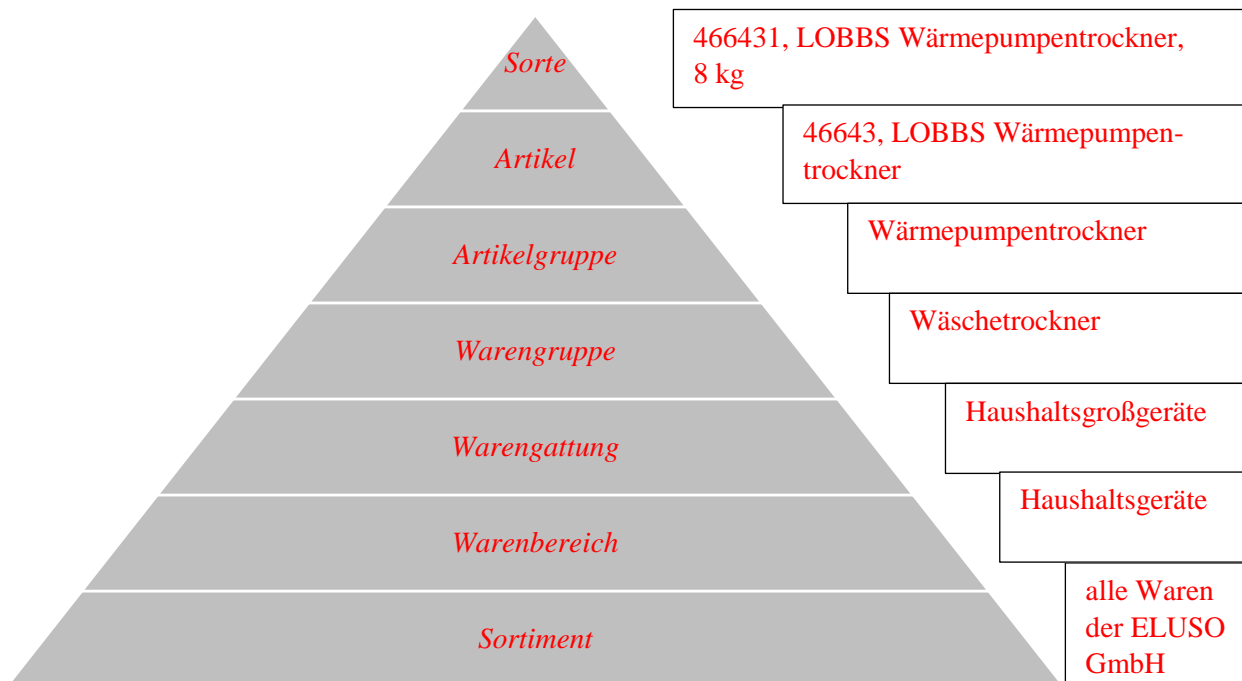 Sorte
466431, LOBBS Wärmepumpentrockner,
8 kg
Artikel
46643, LOBBS Wärmepumpen-
trockner
Artikelgruppe
Wärmepumpentrockner
Warengruppe
Wäschetrockner
Warengattung
Haushaltsgroßgeräte
Warenbereich
Haushaltsgeräte
Sortiment
alle Waren
der ELUSO
GmbH